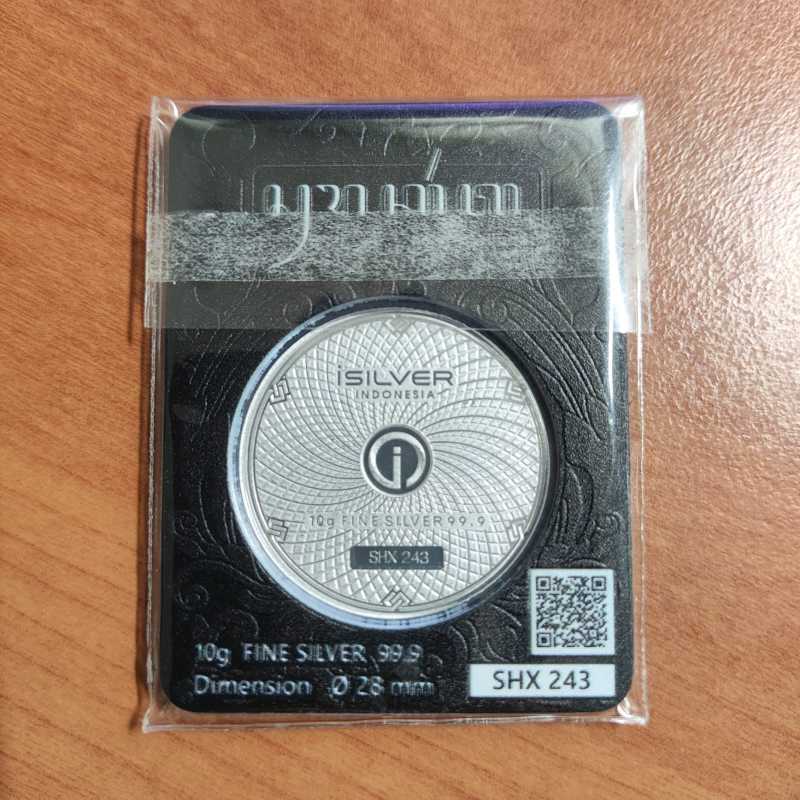 iSILVER
INDONESIA
10g FINE SILVER 99.9
SHX 243
10g FINE SILVER 99.9
Dimension Ø 28 mm
SHX 243